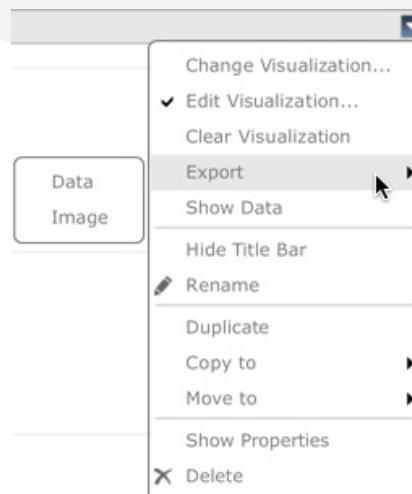 Change Visualization...
Edit Visualization...
Clear Visualization
Export
Data
Image
Show Data
Hide Title Bar
Rename
Duplicate
Copy to
Move to
Show Properties
Delete